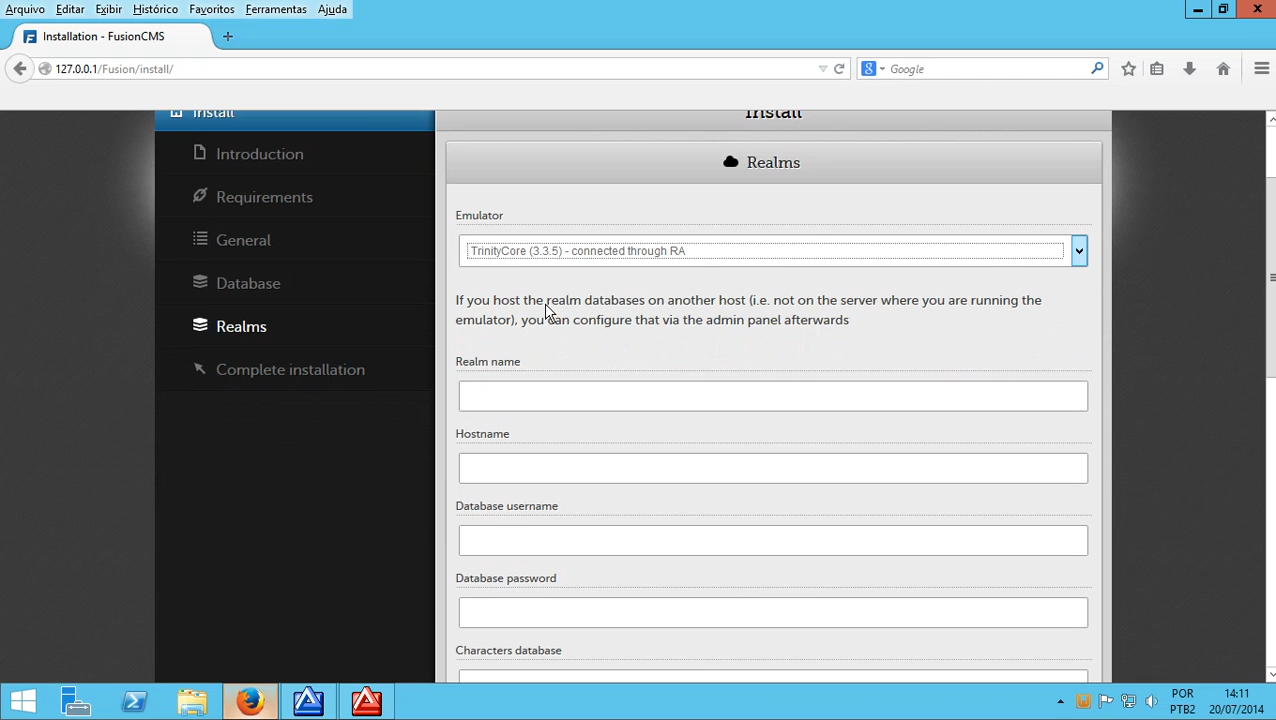 Arquivo Editar Exibir Histórico Favoritos Ferramentas Ajuda
Installation - FusionCMS
127.0.0.1/Fusion/install/
Google
Install
Install
Introduction
Requirements
General
Database
Realms
Complete installation
Realms
Emulator
TrinityCore (3.3.5) - connected through RA
If you host the realm databases on another host (i.e. not on the server where you are running the
emulator), you can configure that via the admin panel afterwards
Realm name
Hostname
Database username
Database password
Characters database
POR 14:11
PTB2 20/07/2014